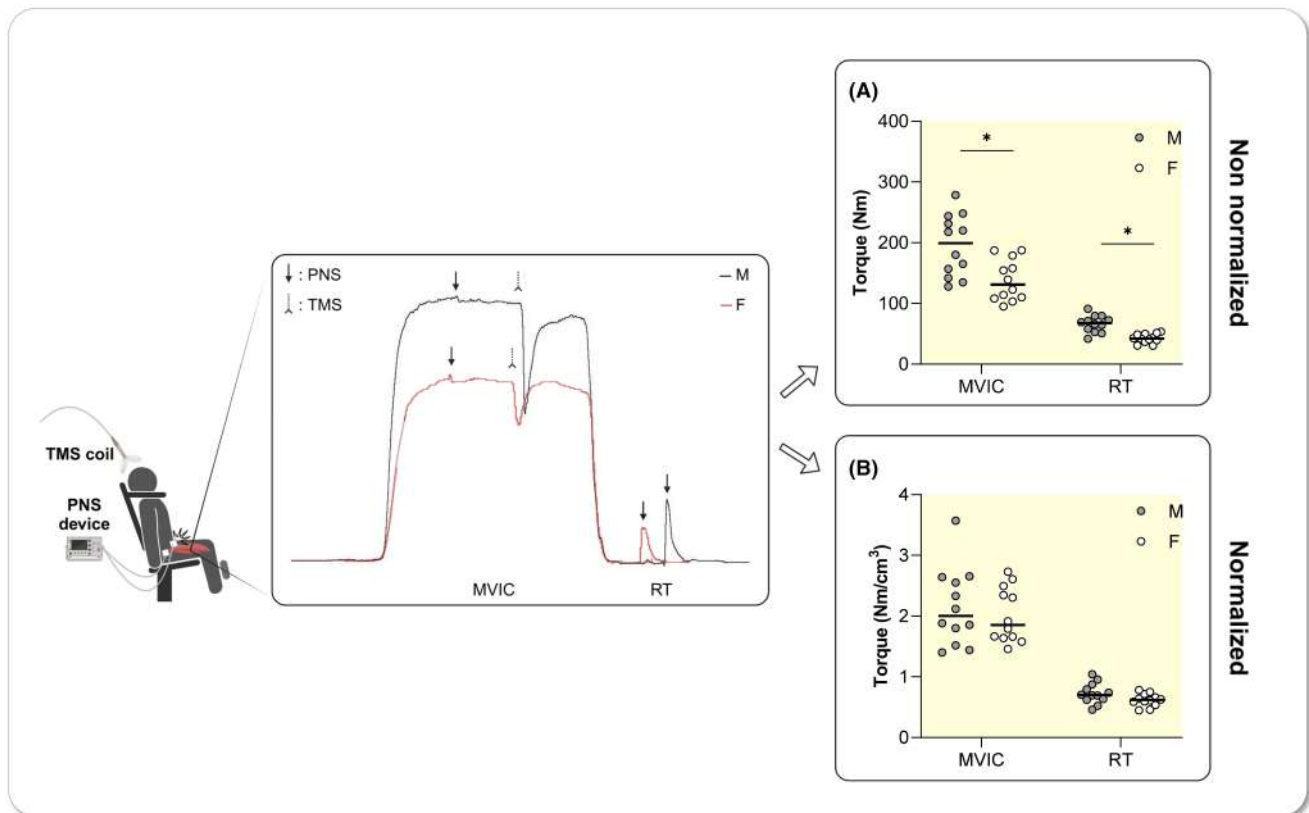 TMS coil
PNS
device
: PNS
: TMS
M
F
MVIC
RT
(A)
Torque (Nm)
400
300
200
100
0
*
*
M
F
MVIC
RT
Non normalized
(B)
Torque (Nm/cm³)
4
3
2
1
0
M
F
MVIC
RT
Normalized